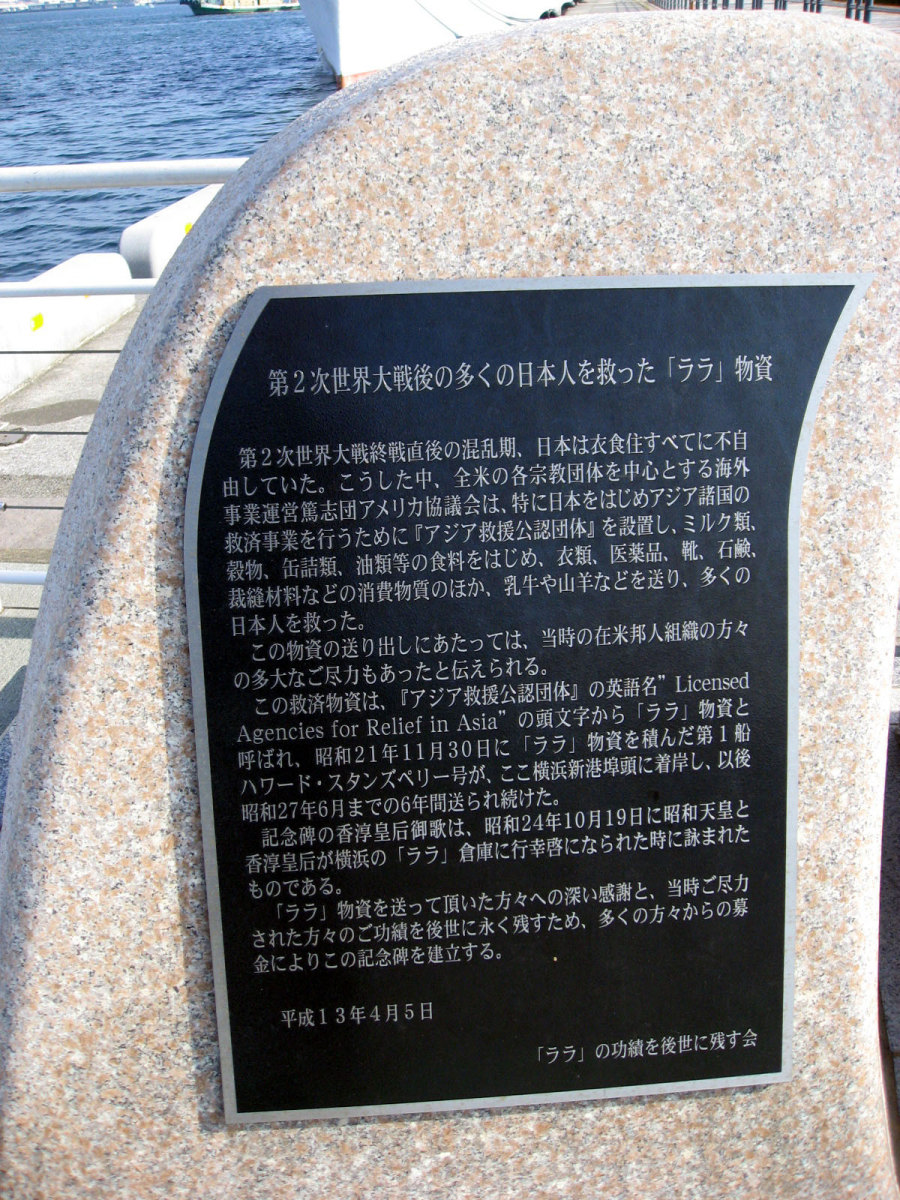 第2次世界大戦後の多くの日本人を救った「ララ」物資
第2次世界大戦終戦直後の混乱期、日本は衣食住すべてに不自
由していた。こうした中、全米の各宗教団体を中心とする海外
事業運営篤志団アメリカ協議会は、特に日本をはじめアジア諸国の
救済事業を行うために『アジア救援公認団体』を設置し、ミルク類、
穀物、缶詰類、油類等の食料をはじめ、衣類、医薬品、靴、石鹸、
裁縫材料などの消費物質のほか、乳牛や山羊などを送り、多くの
日本人を救った。
この物資の送り出しにあたっては、当時の在米邦人組織の方々
の多大なご尽力もあったと伝えられる。
この救済物資は、『アジア救援公認団体』の英語名”Licensed
Agencies for Relief in Asia”の頭文字から「ララ」物資と
呼ばれ、昭和21年11月30日に「ララ」物資を積んだ第1船
ハワード・スタンズペリー号が、ここ横浜新港埠頭に着岸し、以後
昭和27年6月までの6年間送られ続けた。
記念碑の香淳皇后御歌は、昭和24年10月19日に昭和天皇と
香淳皇后が横浜の「ララ」倉庫に行幸啓になられた時に詠まれた
ものである。
「ララ」物資を送って頂いた方々への深い感謝と、当時ご尽力
された方々のご功績を後世に永く残すため、多くの方々からの募
金によりこの記念碑を建立する。
平成13年4月5日
「ララ」の功績を後世に残す会